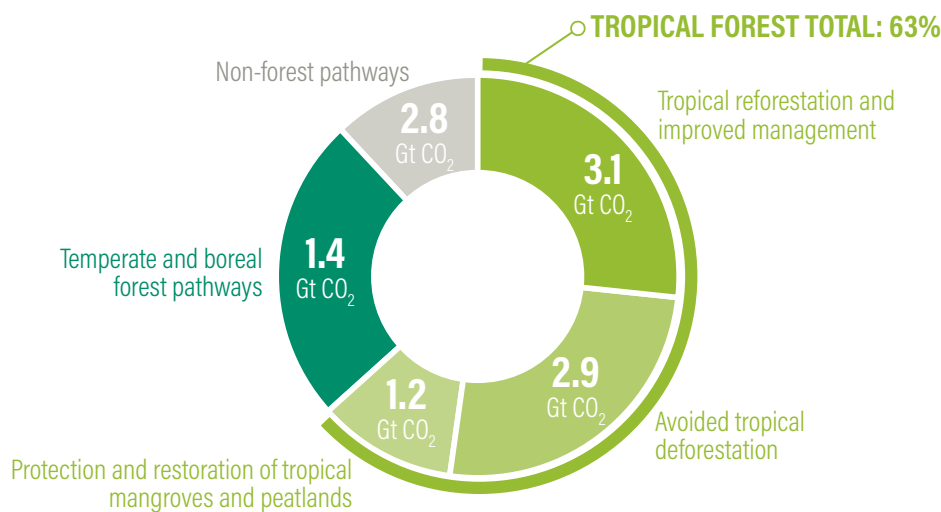 TROPICAL FOREST TOTAL: 63%
Non-forest pathways
2.8
Gt CO₂
Tropical reforestation and
improved management
3.1
Gt CO₂
Temperate and boreal
forest pathways
1.4
Gt CO₂
2.9
Gt CO₂
1.2
Gt CO₂
Avoided tropical
deforestation
Protection and restoration of tropical
mangroves and peatlands